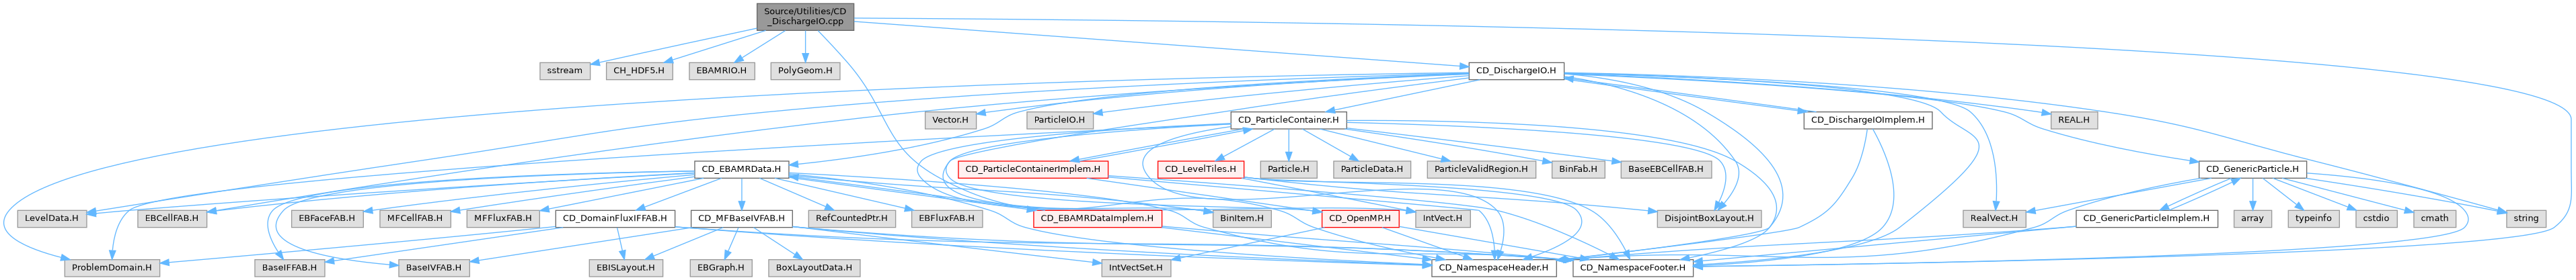 Source/Utilities/CD
_DischargeIO.cpp
sstream
CH_HDF5.H
EBAMRIO.H
PolyGeom.H
CD_DischargeIO.H
Vector.H
ParticleIO.H
CD_ParticleContainer.H
CD_DischargeIOImplem.H
REAL.H
CD_EBAMRData.H
CD_ParticleContainerImplem.H
CD_LevelTiles.H
Particle.H
ParticleData.H
ParticleValidRegion.H
BinFab.H
BaseEBCellFAB.H
CD_GenericParticle.H
LevelData.H
EBCellFAB.H
EBFaceFAB.H
MFCellFAB.H
MFFluxFAB.H
CD_DomainFluxIFFAB.H
CD_MFBaseIVFAB.H
RefCountedPtr.H
EBFluxFAB.H
CD_EBAMRDataImplem.H
BinItem.H
CD_OpenMP.H
IntVect.H
DisjointBoxLayout.H
RealVect.H
CD_GenericParticleImplem.H
array
typeinfo
cstdio
cmath
string
ProblemDomain.H
BaseIFFAB.H
BaseIVFAB.H
EBISLayout.H
EBGraph.H
BoxLayoutData.H
IntVectSet.H
CD_NamespaceHeader.H
CD_NamespaceFooter.H